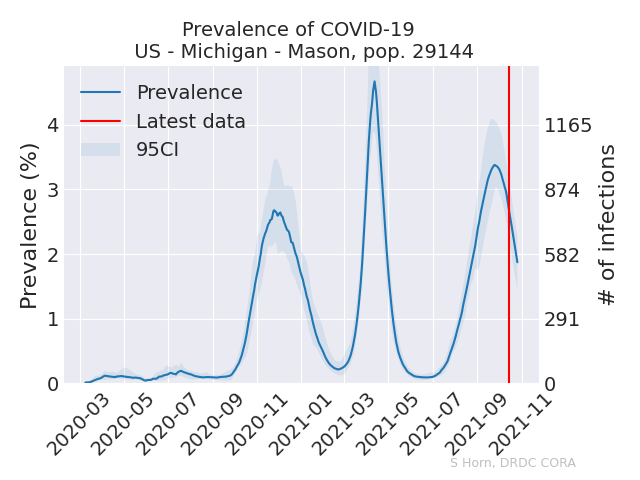 Prevalence of COVID-19
US - Michigan - Mason, pop. 29144
Prevalence
Latest data
95CI
Prevalence (%)
4
3
2
1
0
1165
874
582
291
0
# of infections
2020-03
2020-05
2020-07
2020-09
2020-11
2021-01
2021-03
2021-05
2021-07
2021-09
2021-11
S Horn, DRDC CORA